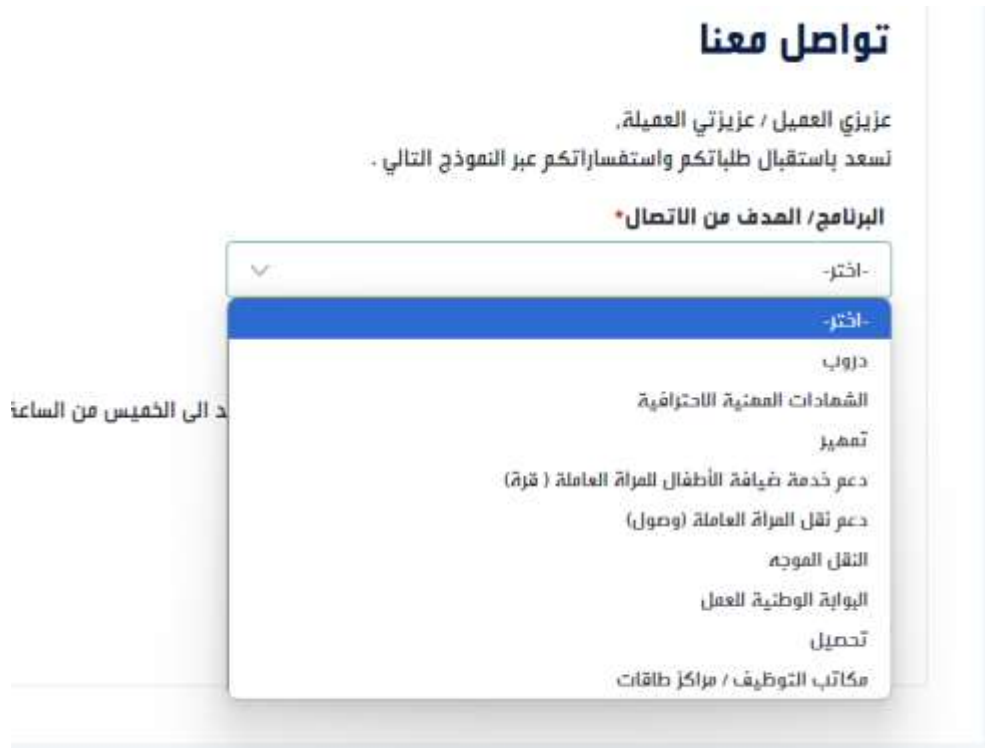 تواصل معنا
عزيزي العميل / عزيزتي العميلة,
نسعد باستقبال طلباتكم واستفساراتكم عبر النموذج التالي .
البرنامج/ الهدف من الاتصال*
-اختر-
-اختر-
دروب
الشهادات المهنية الاحترافية
د الى الخميس من الساعة
تمهير
دعم خدمة ضيافة الأطفال للمرأة العاملة ( قرة)
دعم نقل المرأة العاملة (وصول)
النقل الموجه
البوابة الوطنية للعمل
تحصيل
مكاتب التوظيف / مراكز طاقات